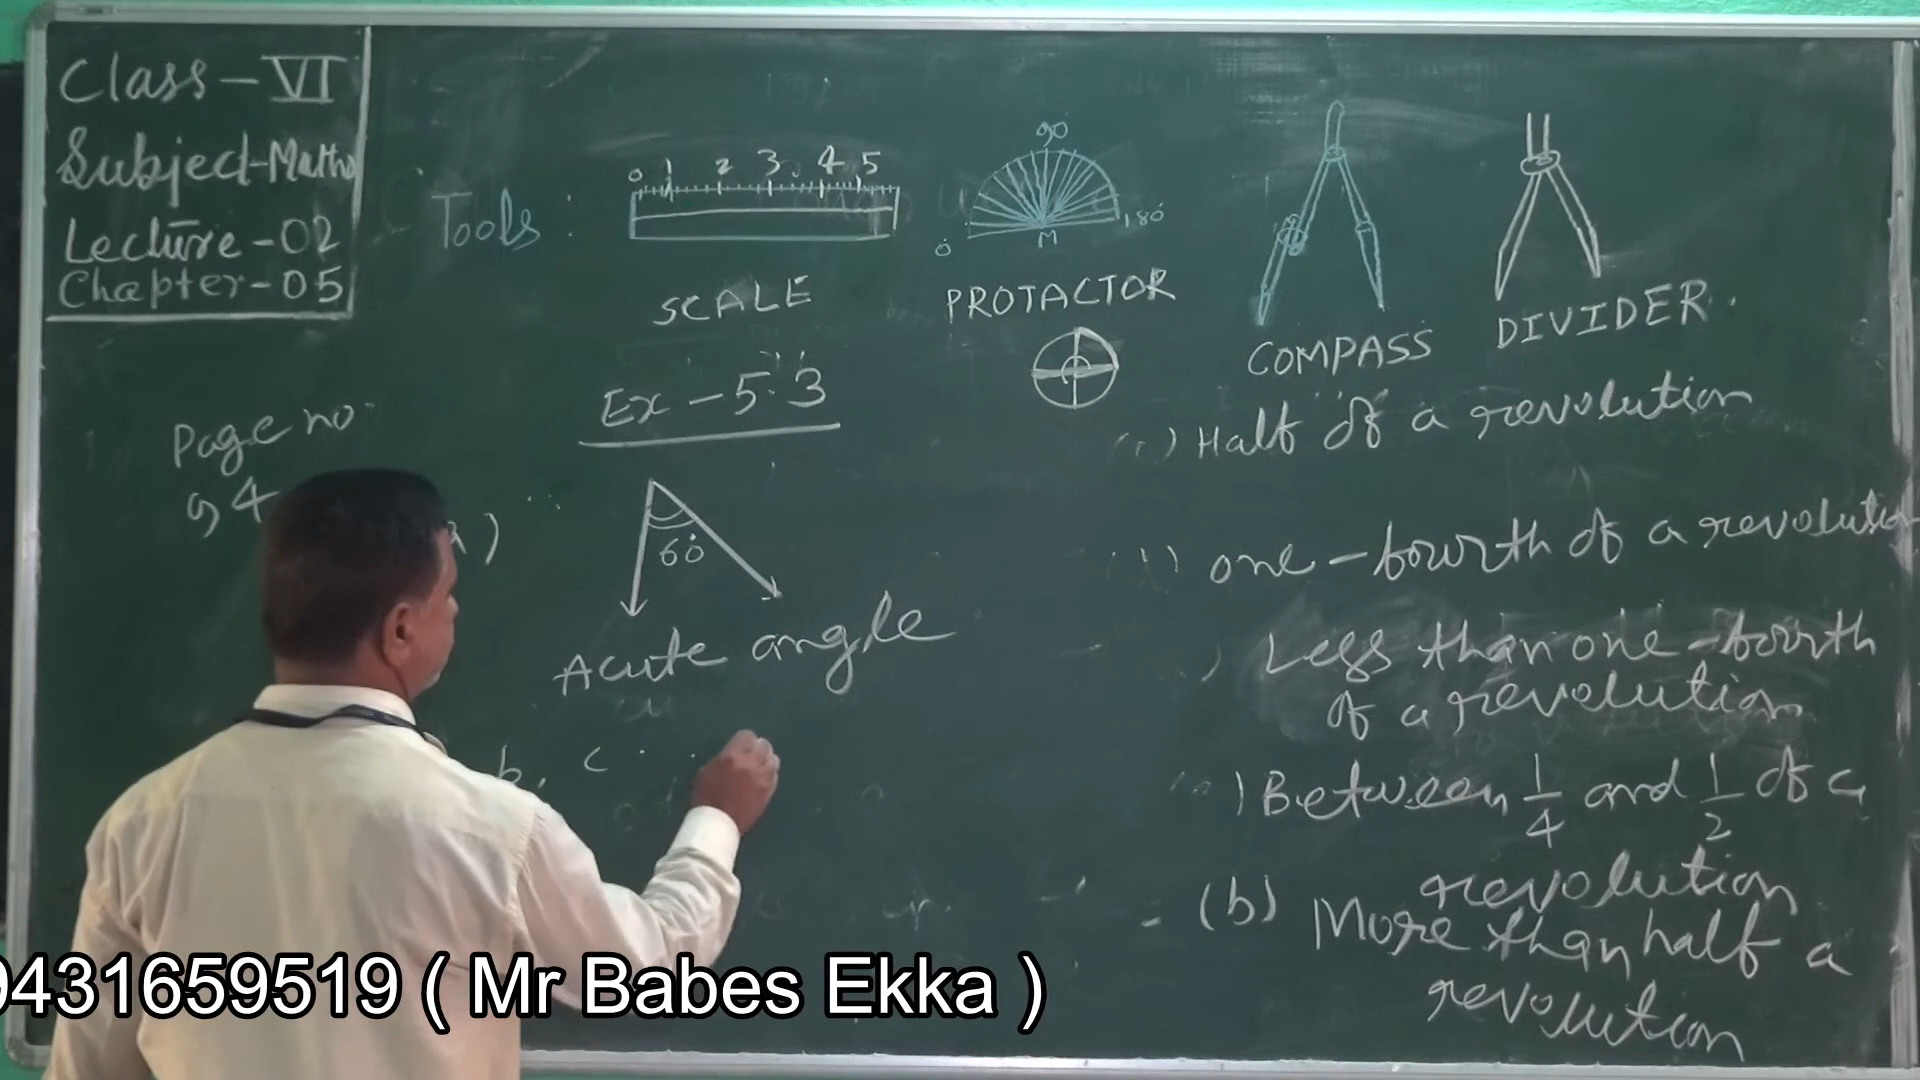 Class - VI
Subject - Maths
Lecture - 02
Chapter - 05
Tools :
0 1 2 3 4 5
SCALE
90°
0° M 180°
PROTACTOR
COMPASS
DIVIDER
Page no.
94
Ex - 5.3
60°
Acute angle
b, c
Half of a revolution
one-fourth of a revolution
Less than one-fourth
of a revolution
Between 1/4 and 1/2 of a
revolution
(b) More than half a
revolution
9431659519 ( Mr Babes Ekka )